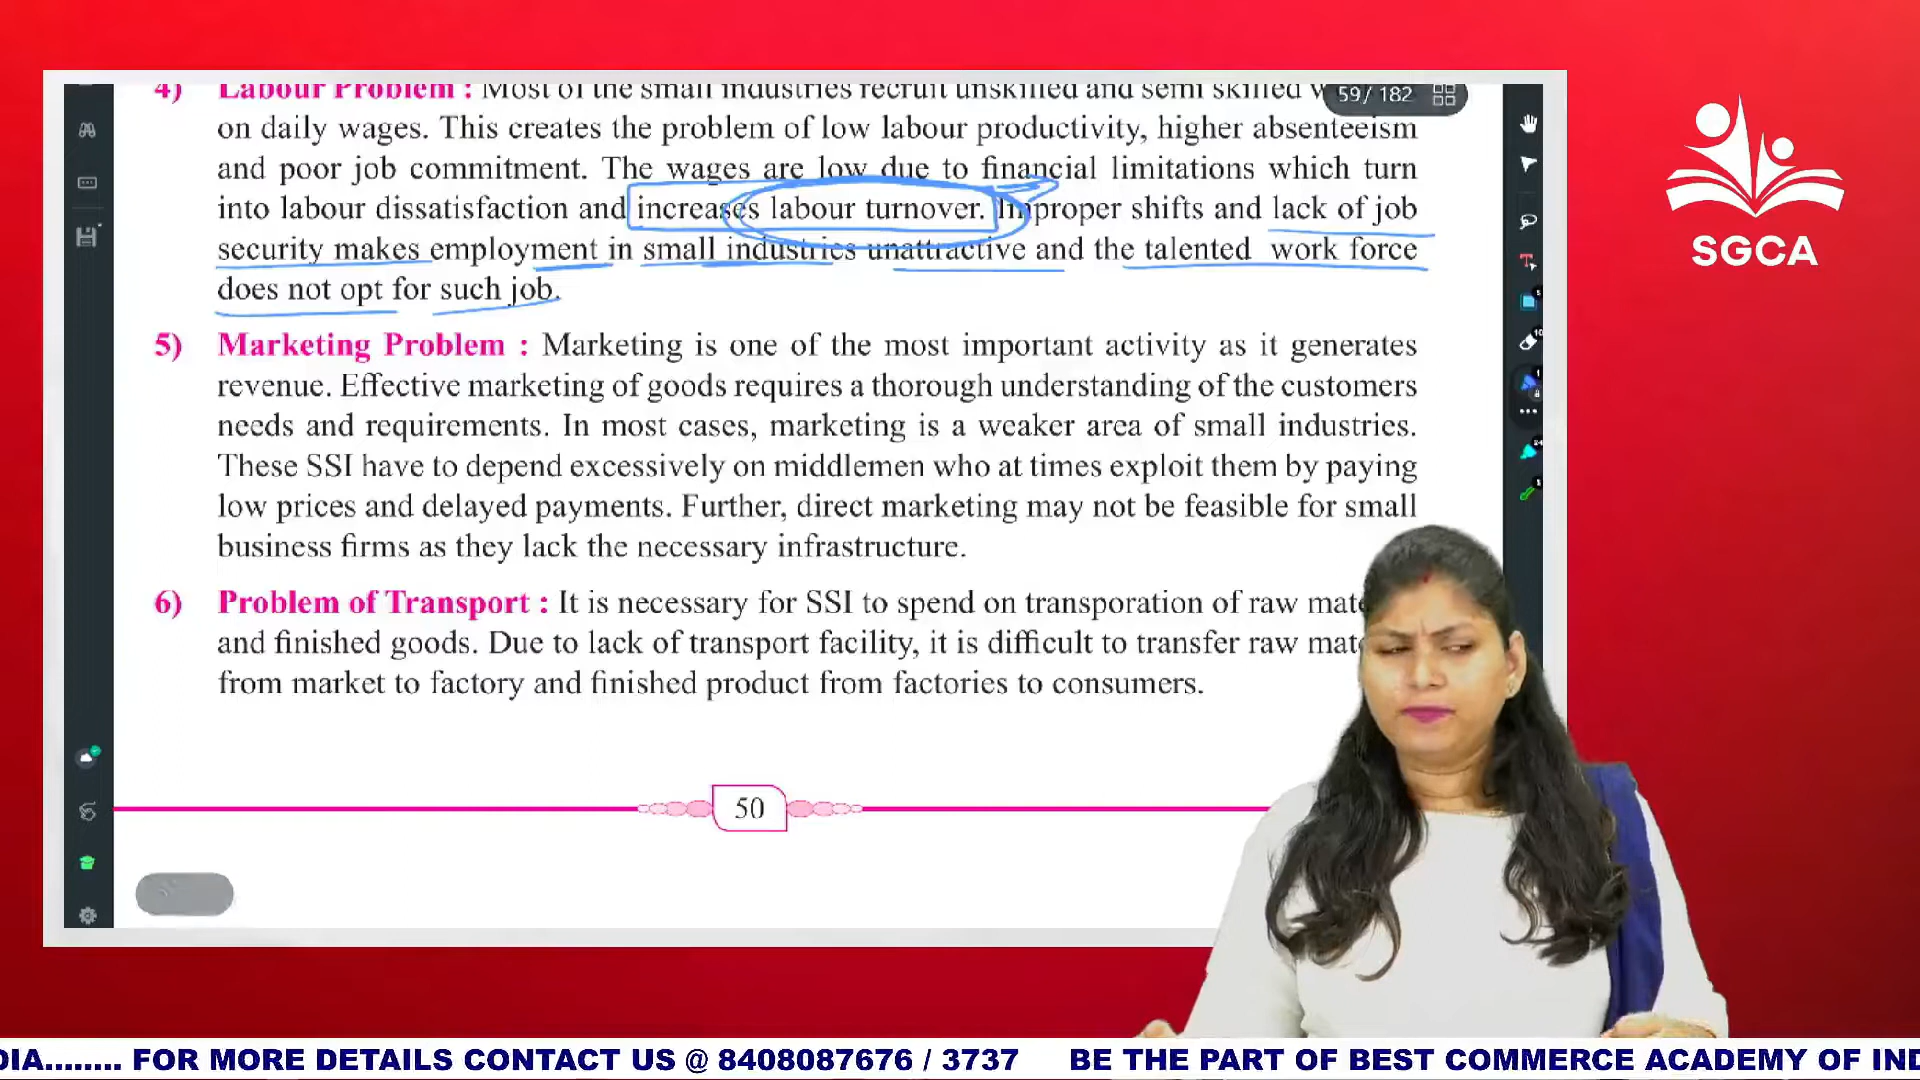 4) Labour Problem : Most of the small industries recruit unskilled and semi skilled
59 / 182
on daily wages. This creates the problem of low labour productivity, higher absenteeism
and poor job commitment. The wages are low due to financial limitations which turn
into labour dissatisfaction and increases labour turnover. Improper shifts and lack of job
security makes employment in small industries unattractive and the talented work force
does not opt for such job.
5) Marketing Problem : Marketing is one of the most important activity as it generates
revenue. Effective marketing of goods requires a thorough understanding of the customers
needs and requirements. In most cases, marketing is a weaker area of small industries.
These SSI have to depend excessively on middlemen who at times exploit them by paying
low prices and delayed payments. Further, direct marketing may not be feasible for small
business firms as they lack the necessary infrastructure.
6) Problem of Transport : It is necessary for SSI to spend on transporation of raw mate
and finished goods. Due to lack of transport facility, it is difficult to transfer raw mate
from market to factory and finished product from factories to consumers.
50
SGCA
DIA........ FOR MORE DETAILS CONTACT US @ 8408087676 / 3737 BE THE PART OF BEST COMMERCE ACADEMY OF IND